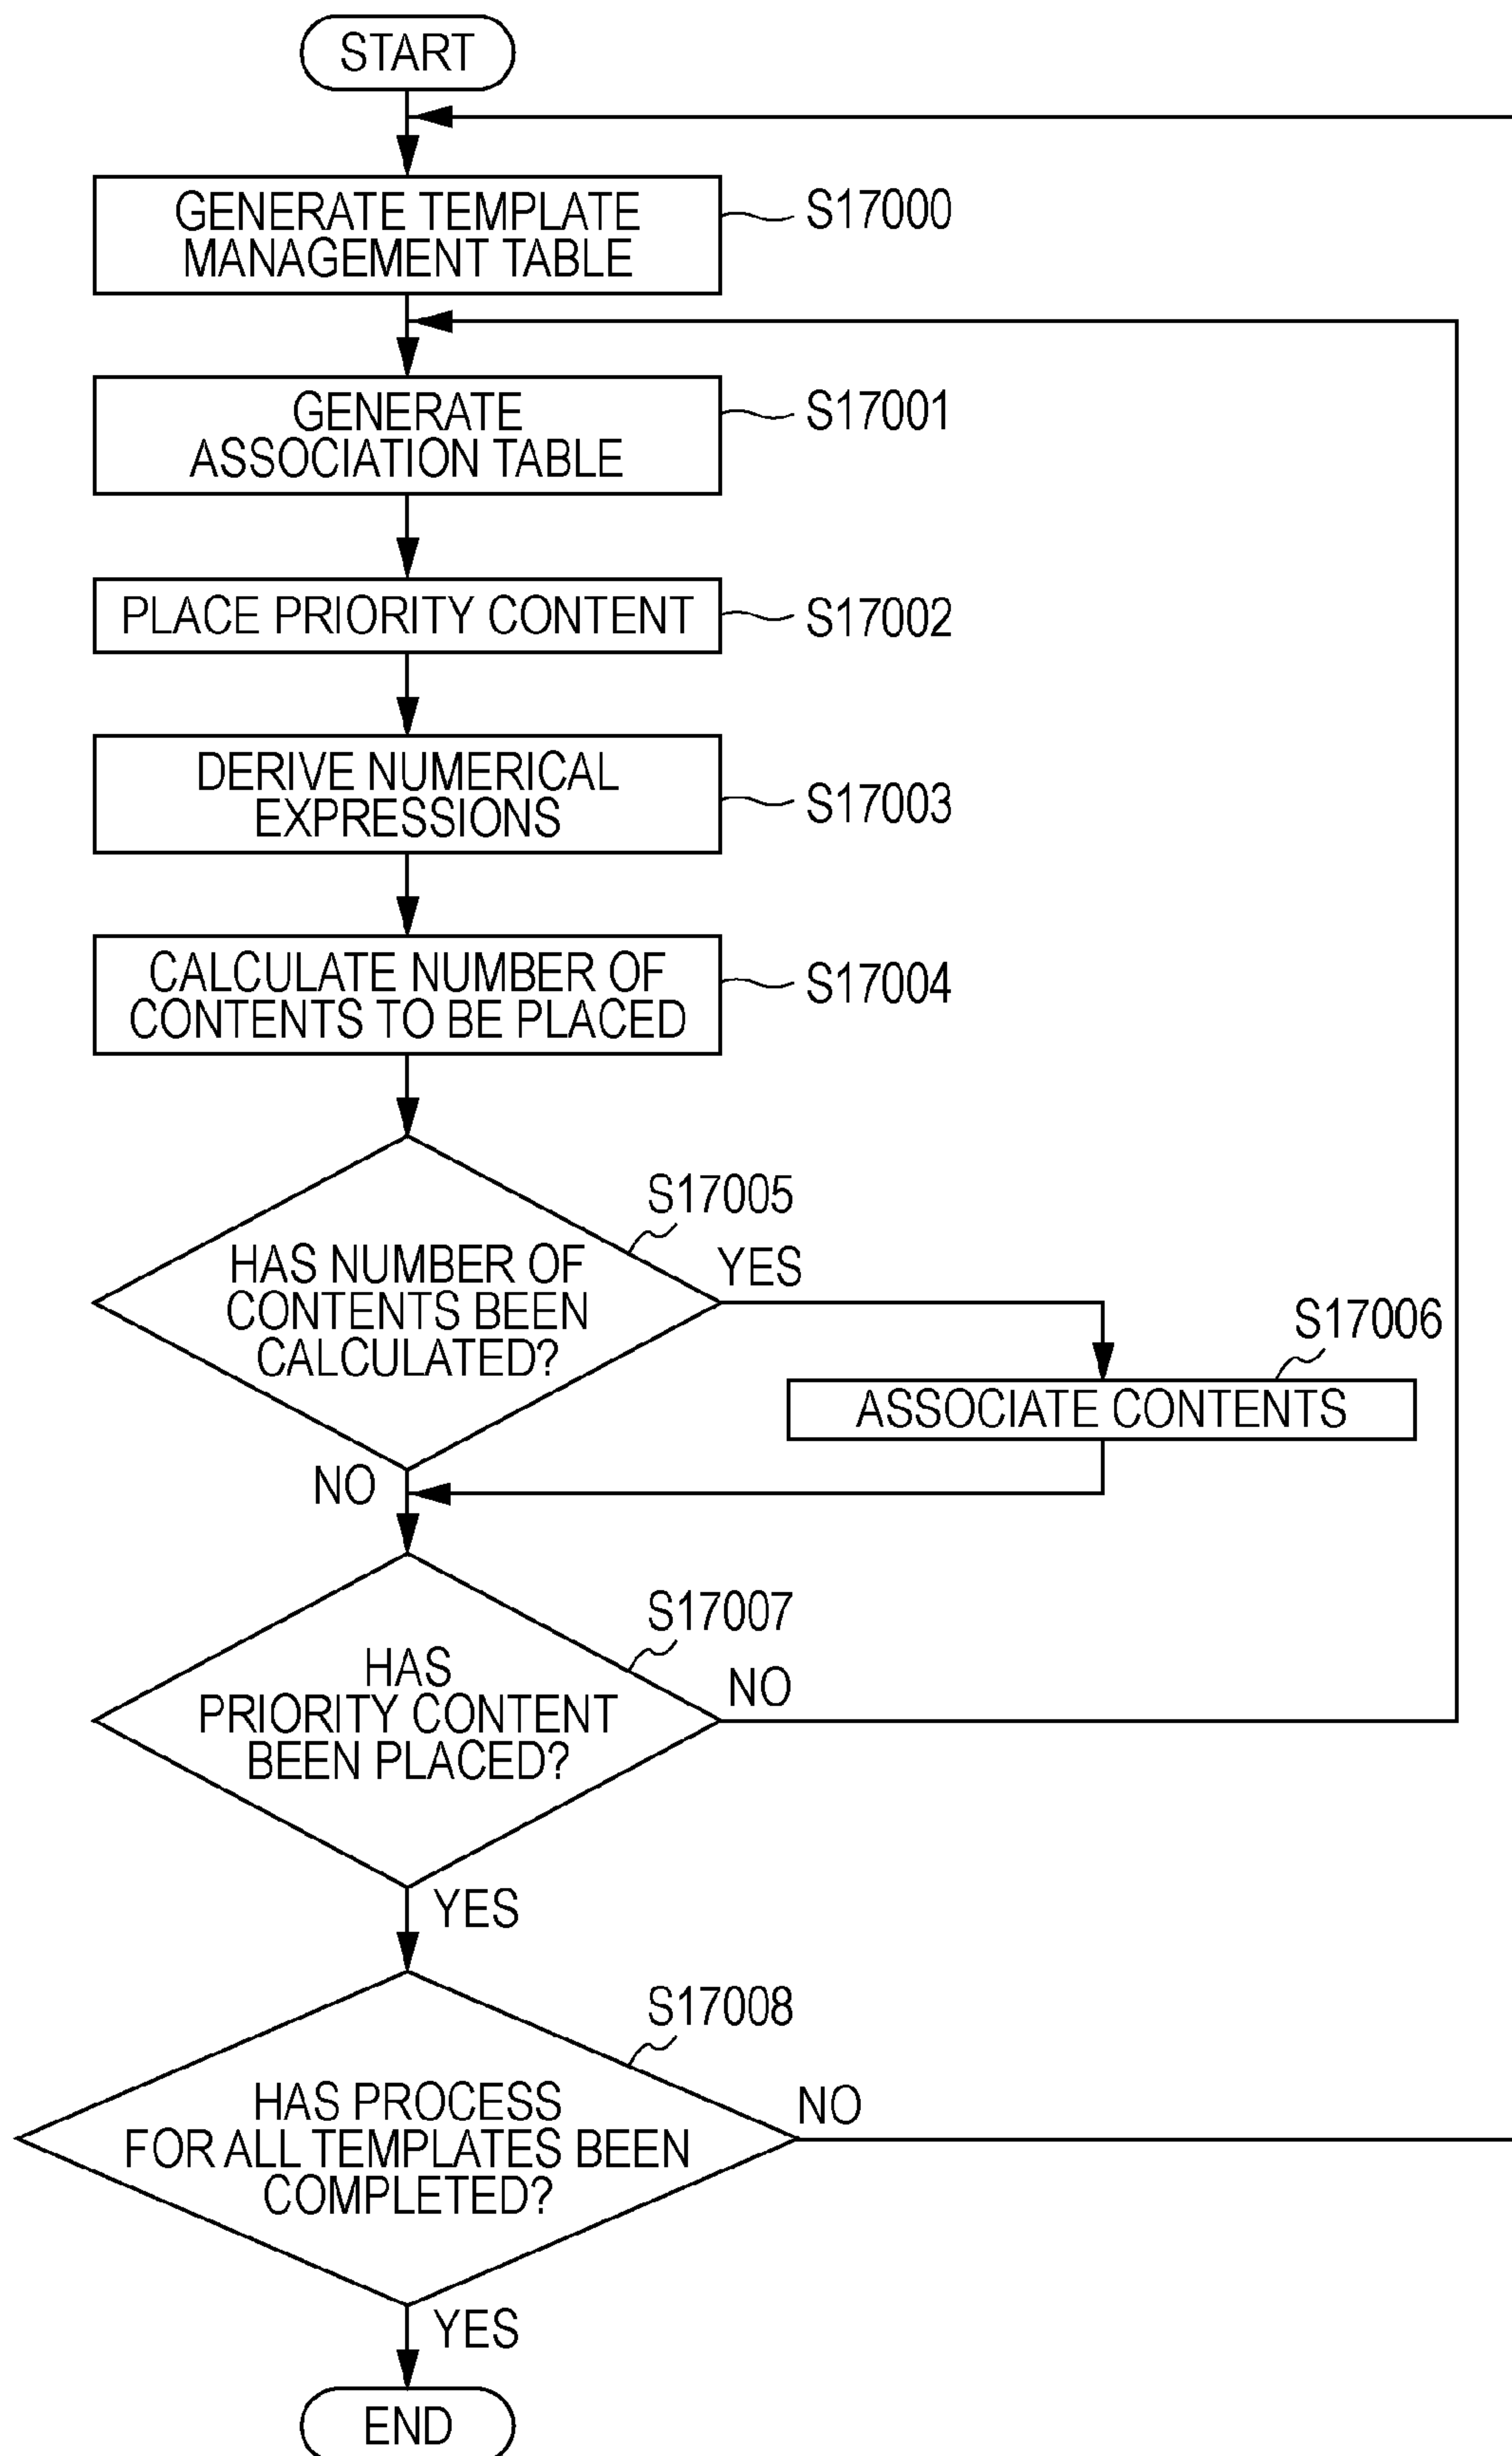 START
GENERATE TEMPLATE
MANAGEMENT TABLE
S17000
GENERATE
ASSOCIATION TABLE
S17001
PLACE PRIORITY CONTENT
S17002
DERIVE NUMERICAL
EXPRESSIONS
S17003
CALCULATE NUMBER OF
CONTENTS TO BE PLACED
S17004
S17005
HAS NUMBER OF
CONTENTS BEEN
CALCULATED?
YES
S17006
ASSOCIATE CONTENTS
NO
S17007
HAS
PRIORITY CONTENT
BEEN PLACED?
NO
YES
S17008
HAS PROCESS
FOR ALL TEMPLATES BEEN
COMPLETED?
NO
YES
END